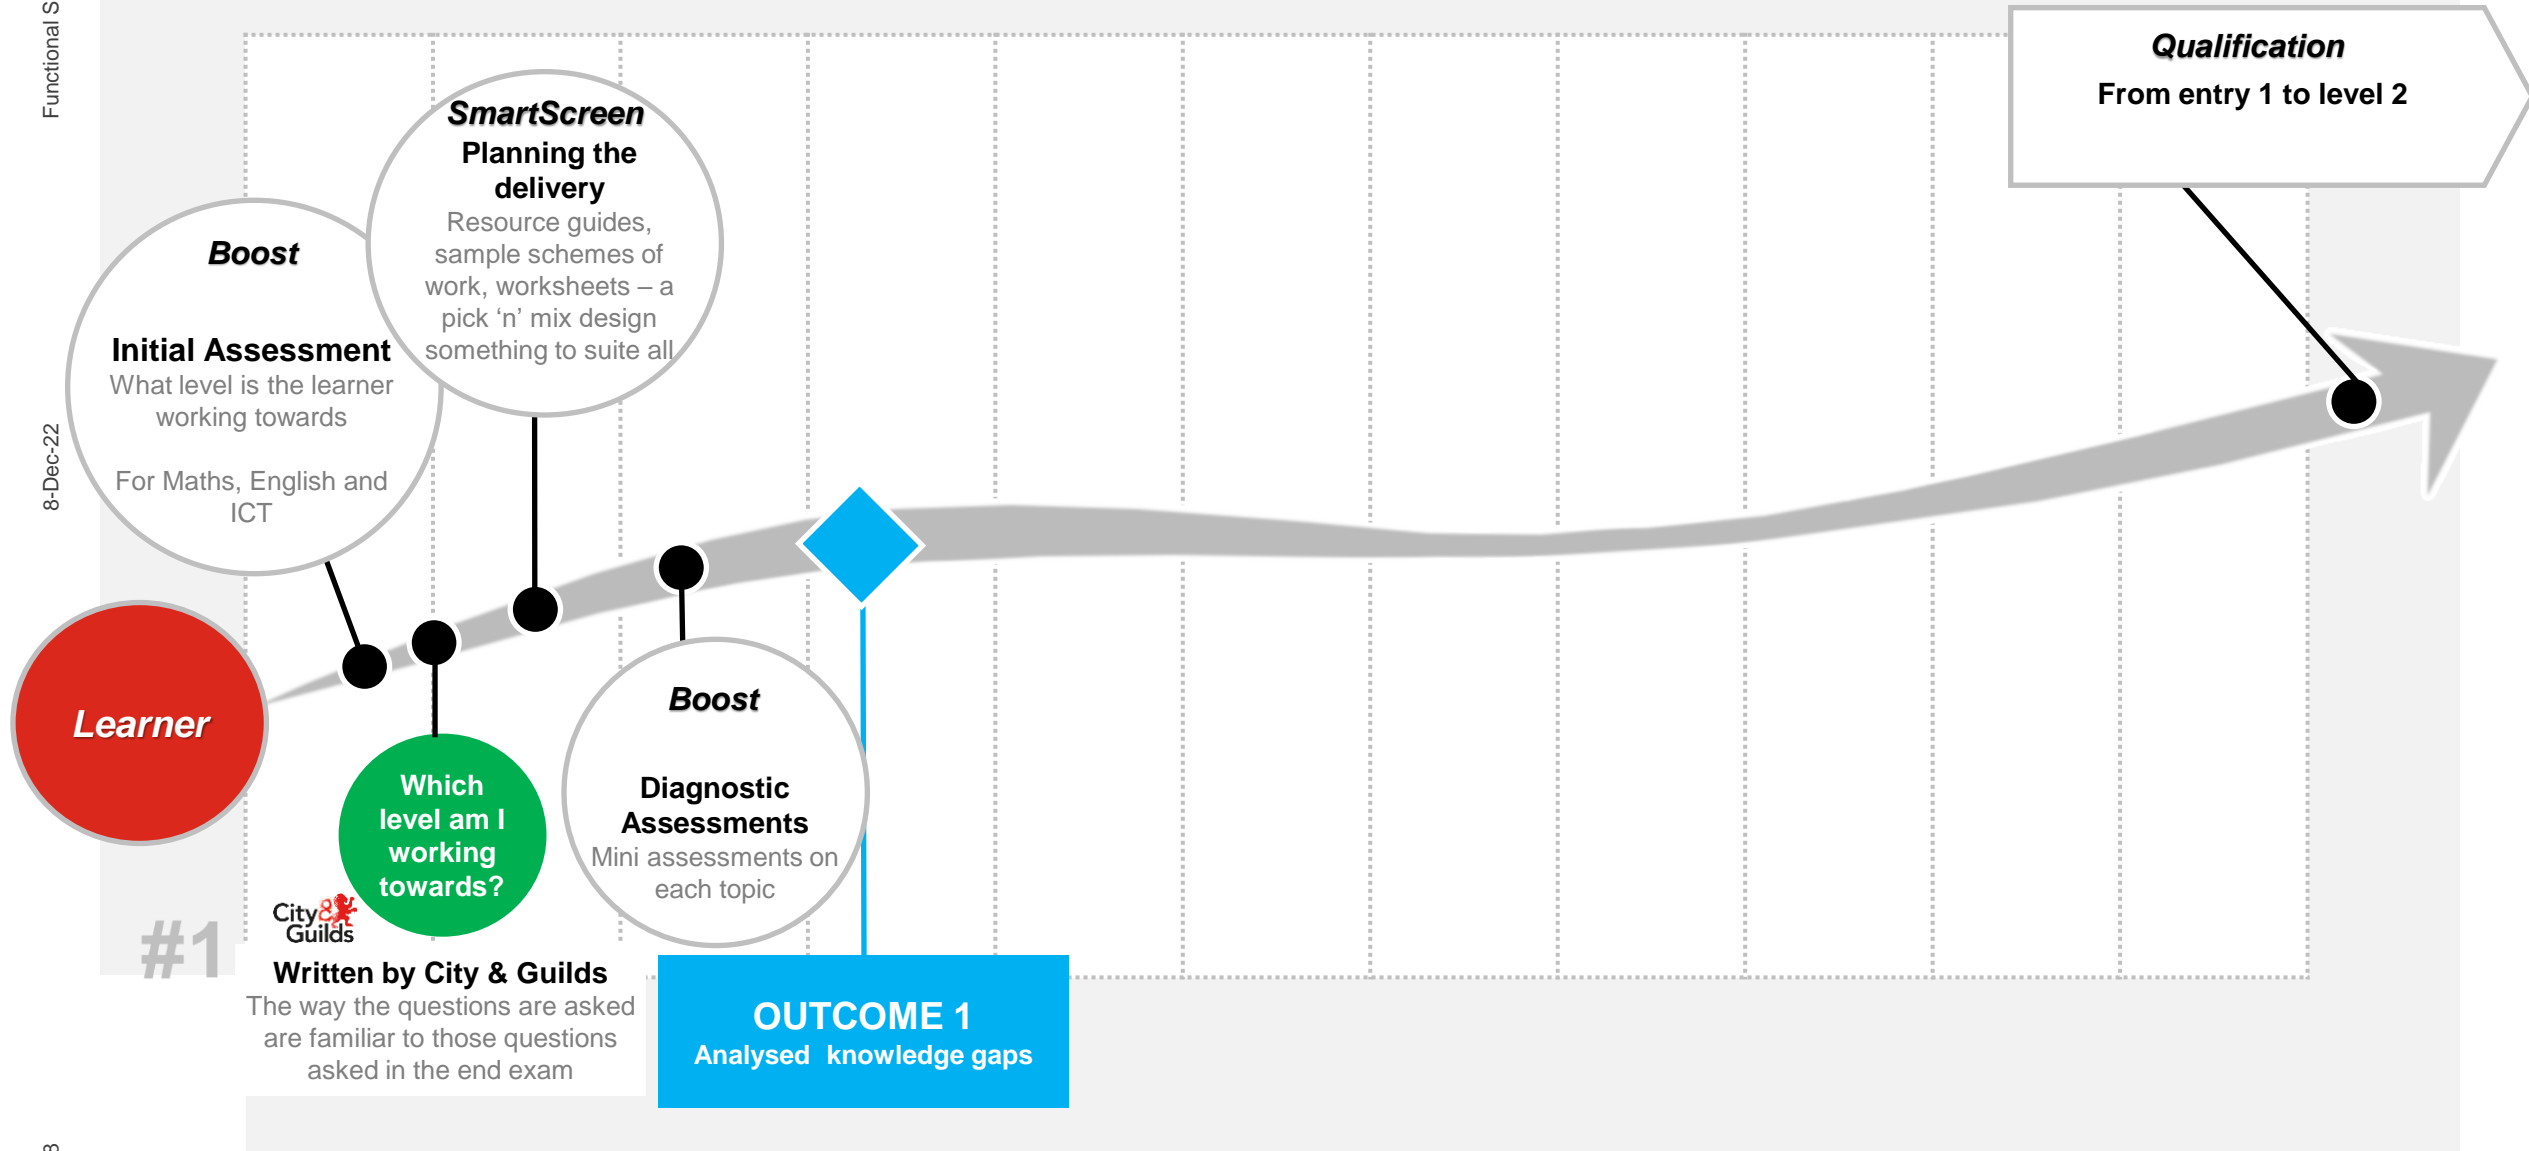 Functional S
8-Dec-22
Qualification
From entry 1 to level 2
SmartScreen
Planning the
delivery
Resource guides,
sample schemes of
work, worksheets – a
pick ‘n’ mix design
something to suite all
Boost
Initial Assessment
What level is the learner
working towards
For Maths, English and
ICT
Learner
Which
level am I
working
towards?
Boost
Diagnostic
Assessments
Mini assessments on
each topic
#1
City &
Guilds
Written by City & Guilds
The way the questions are asked
are familiar to those questions
asked in the end exam
OUTCOME 1
Analysed  knowledge gaps